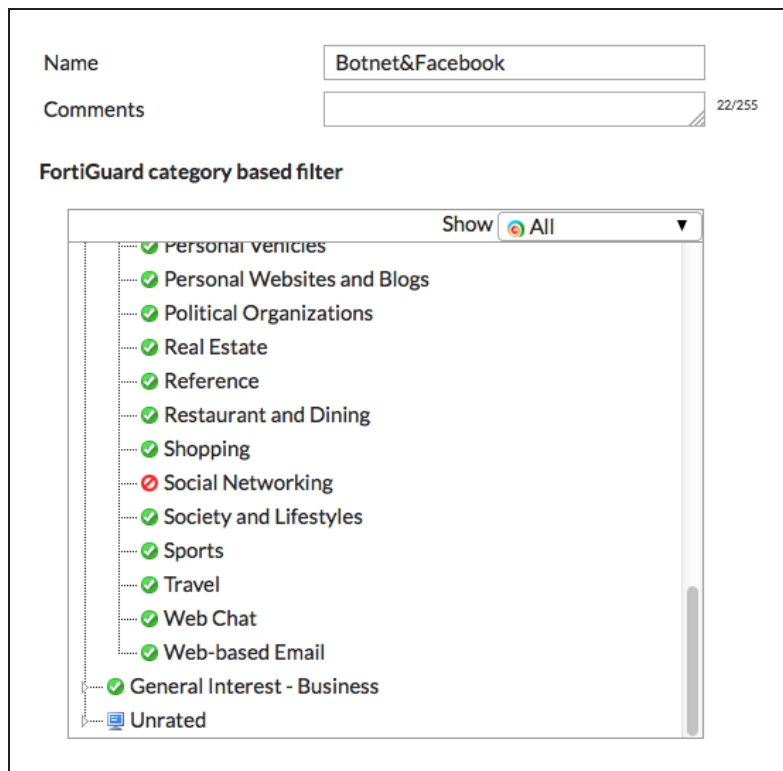 Name Botnet&Facebook
Comments 22/255
FortiGuard category based filter
Show All
Personal Vehicles
Personal Websites and Blogs
Political Organizations
Real Estate
Reference
Restaurant and Dining
Shopping
Social Networking
Society and Lifestyles
Sports
Travel
Web Chat
Web-based Email
General Interest - Business
Unrated